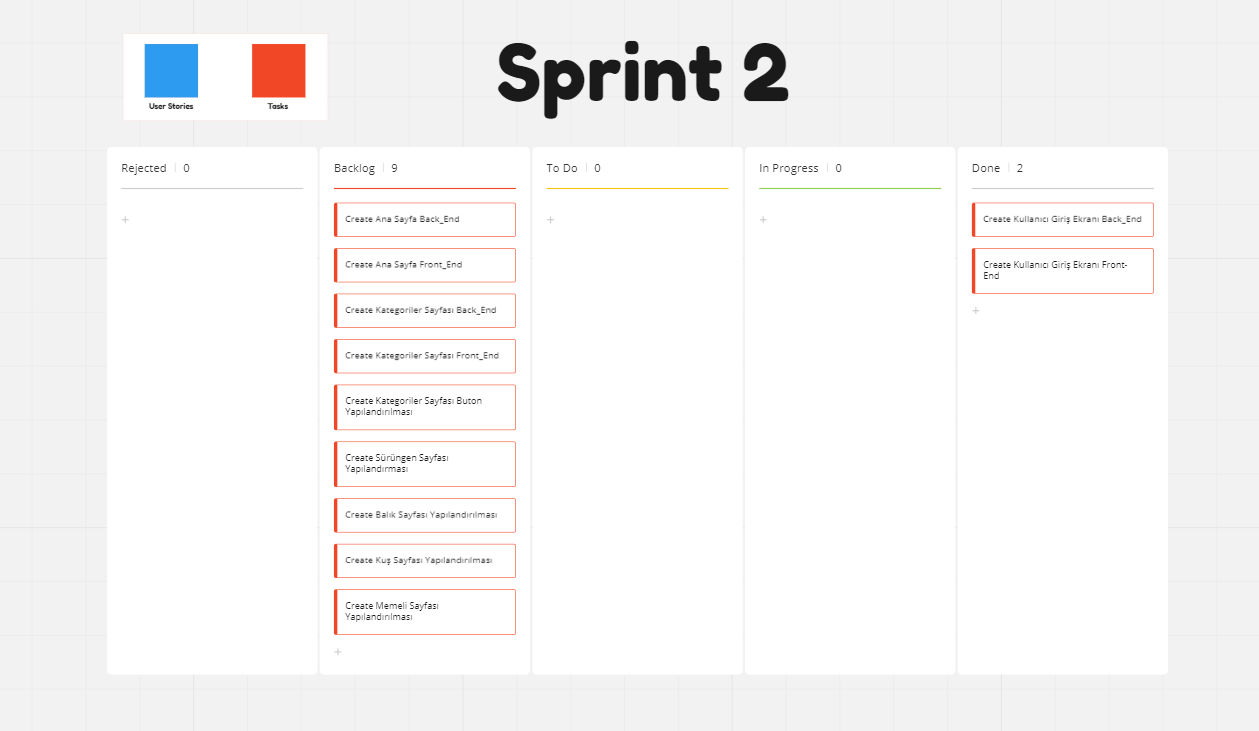 Sprint 2
User Stories
Tasks
Rejected 0
Backlog 9
To Do 0
In Progress 0
Done 2
Create Ana Sayfa Back_End
Create Ana Sayfa Front_End
Create Kategoriler Sayfası Back_End
Create Kategoriler Sayfası Front_End
Create Kategoriler Sayfası Buton
Yapılandırılması
Create Sürüngen Sayfası
Yapılandırması
Create Balık Sayfası Yapılandırılması
Create Kuş Sayfası Yapılandırılması
Create Memeli Sayfası
Yapılandırılması
Create Kullanıcı Giriş Ekranı Back_End
Create Kullanıcı Giriş Ekranı Front-
End